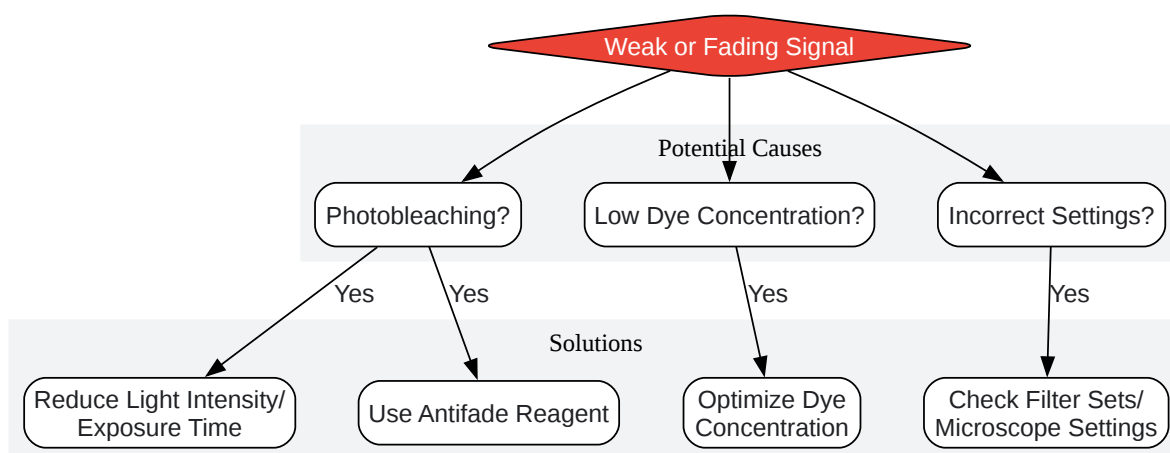 Weak or Fading Signal
Potential Causes
Photobleaching?
Low Dye Concentration?
Incorrect Settings?
Yes
Yes
Yes
Yes
Solutions
Reduce Light Intensity/
Exposure Time
Use Antifade Reagent
Optimize Dye
Concentration
Check Filter Sets/
Microscope Settings